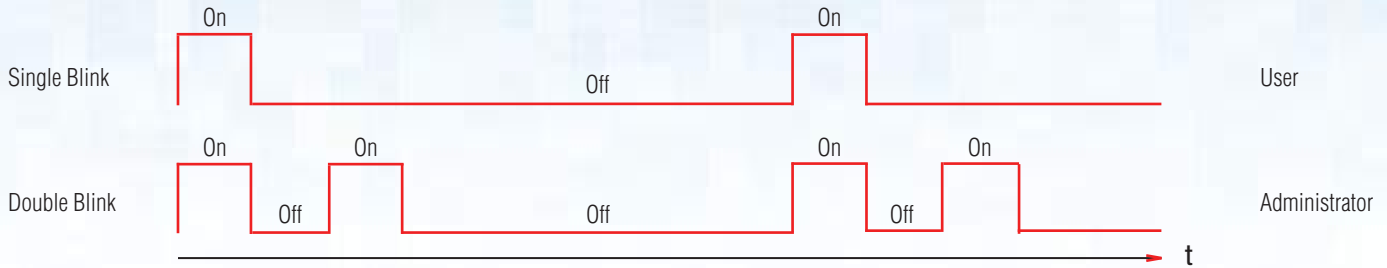 On On
Single Blink Off User
On On On On
Double Blink Off Off Off Administrator
t